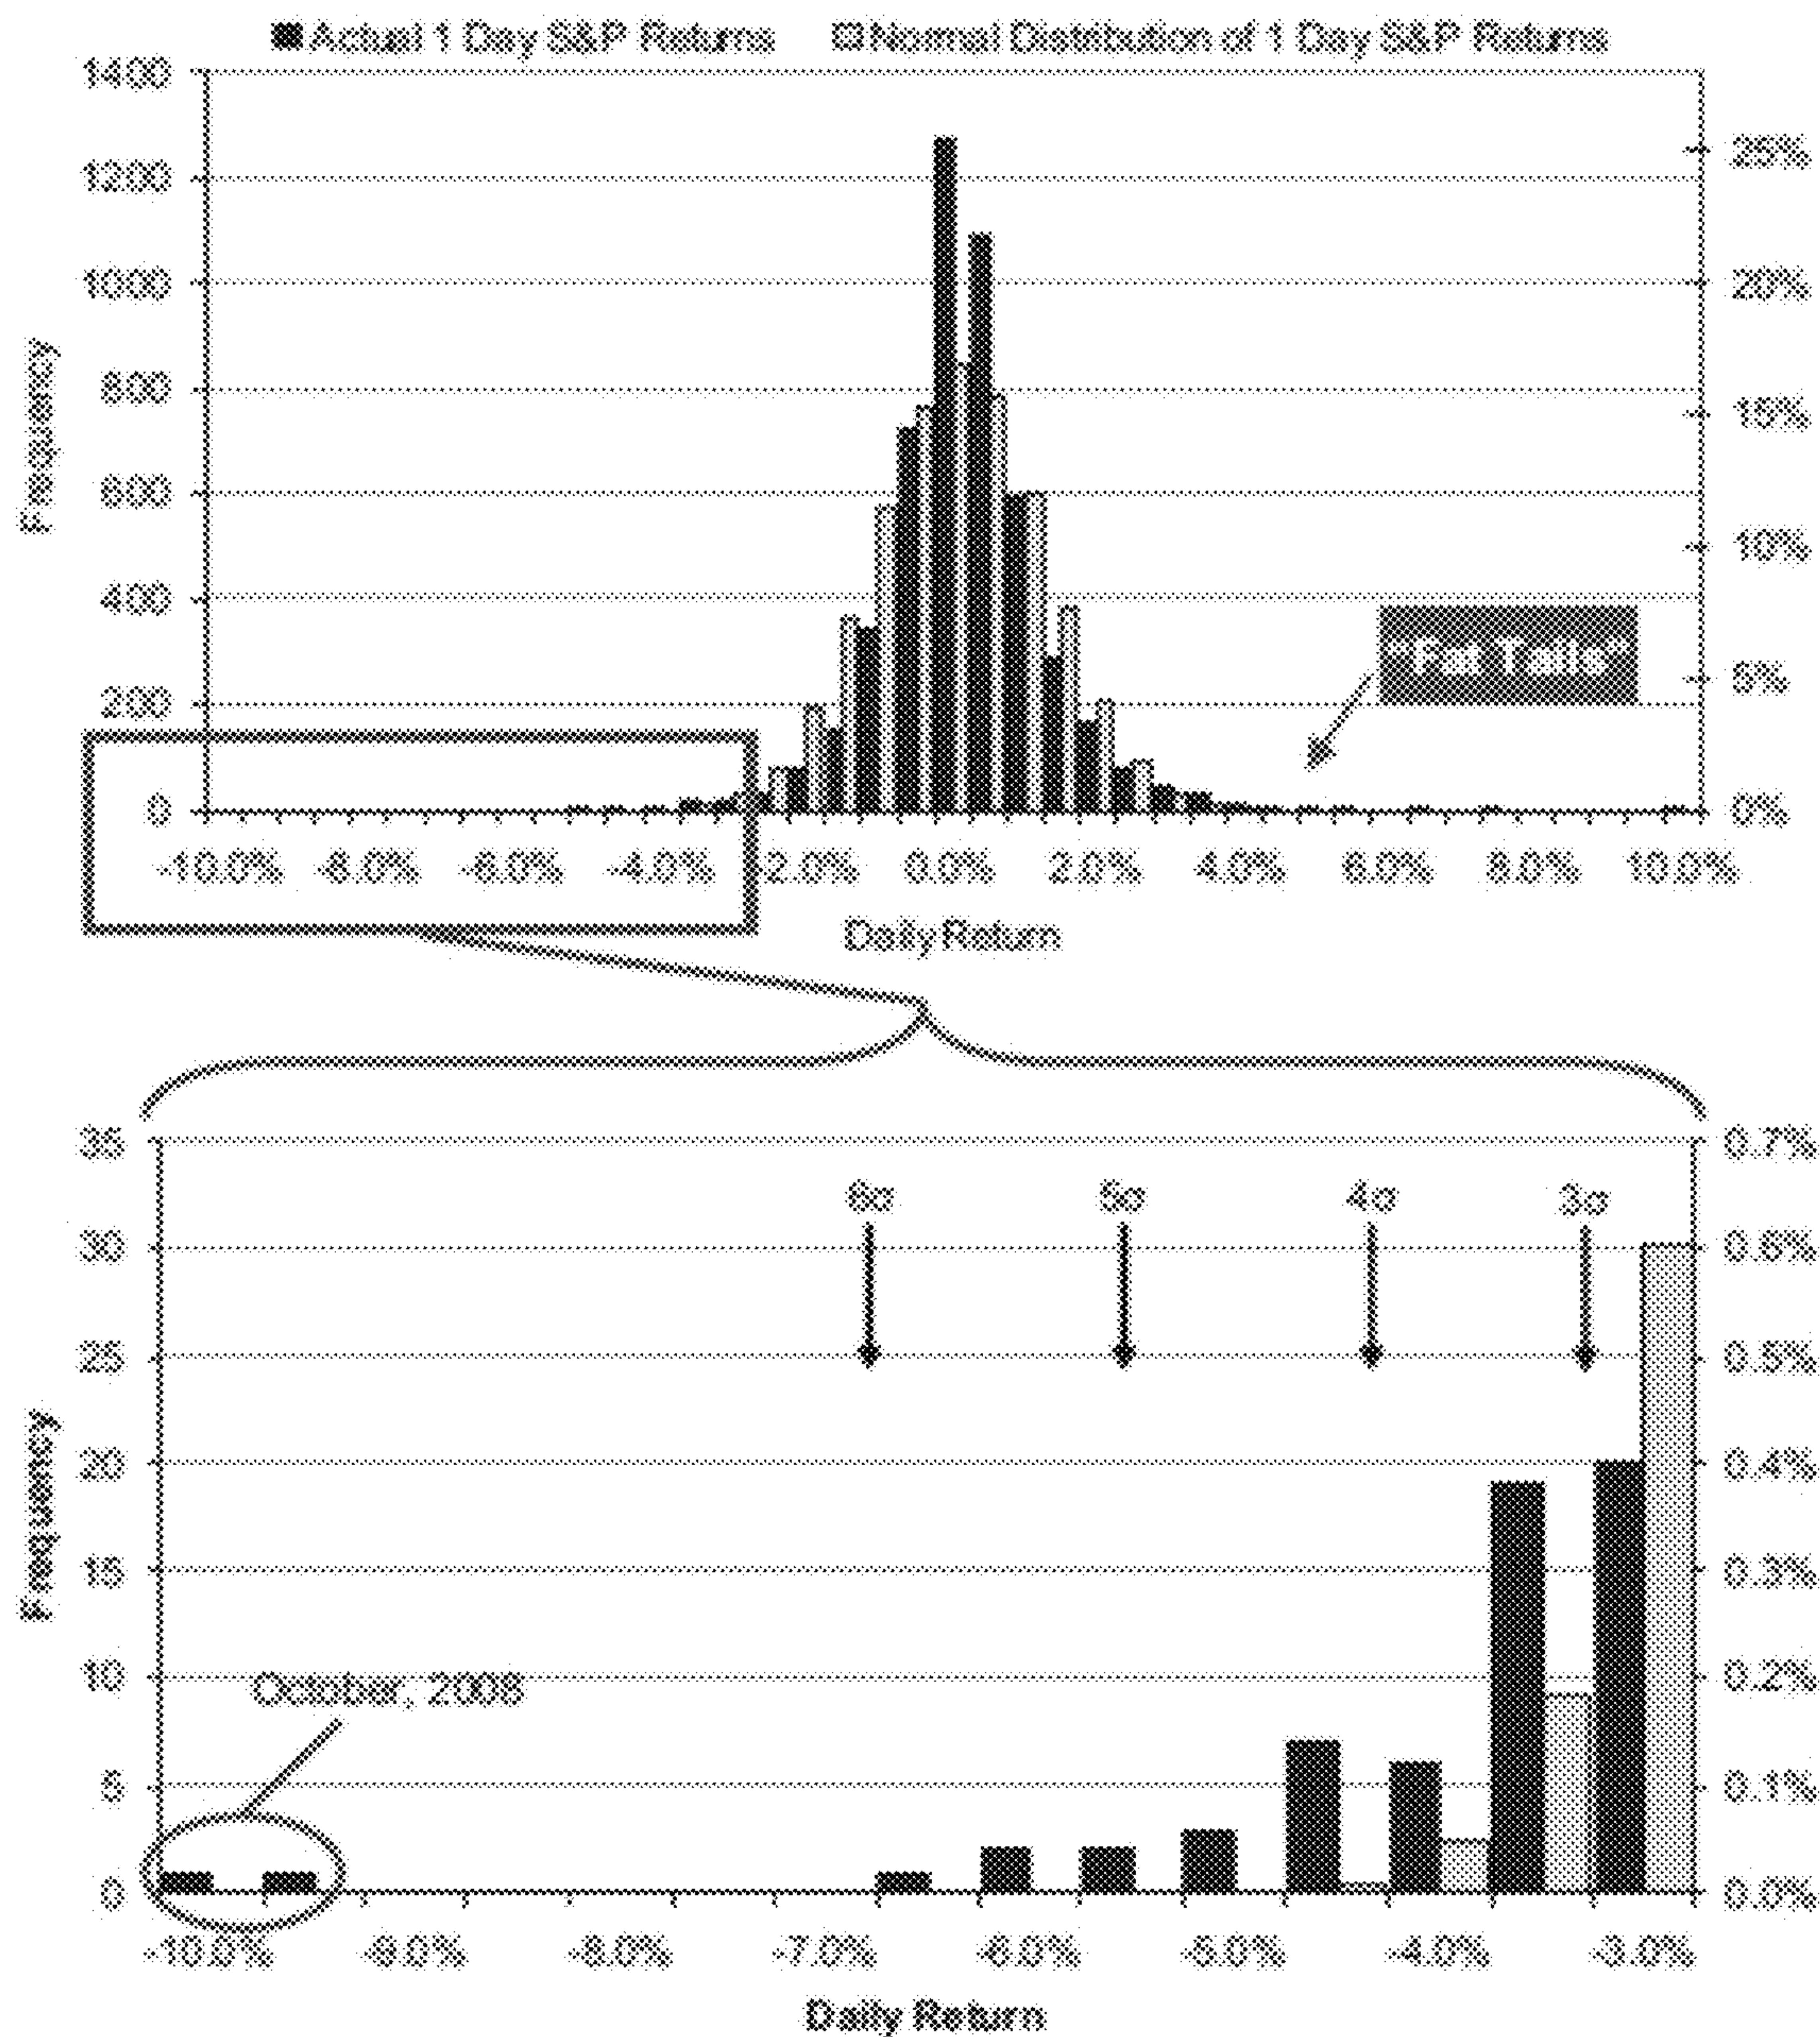 Actual 1 Day S&P Returns
Normal Distribution of 1 Day S&P Returns
1400
1200
1000
800
600
400
200
0
Frequency
25%
20%
15%
10%
5%
0%
"Fat Tails"
-10.0% -8.0% -6.0% -4.0% -2.0% 0.0% 2.0% 4.0% 6.0% 8.0% 10.0%
Daily Return
35
30
25
20
15
10
5
0
Frequency
0.7%
0.6%
0.5%
0.4%
0.3%
0.2%
0.1%
0.0%
6σ 5σ 4σ 3σ
October, 2008
-10.0% -9.0% -8.0% -7.0% -6.0% -5.0% -4.0% -3.0%
Daily Return